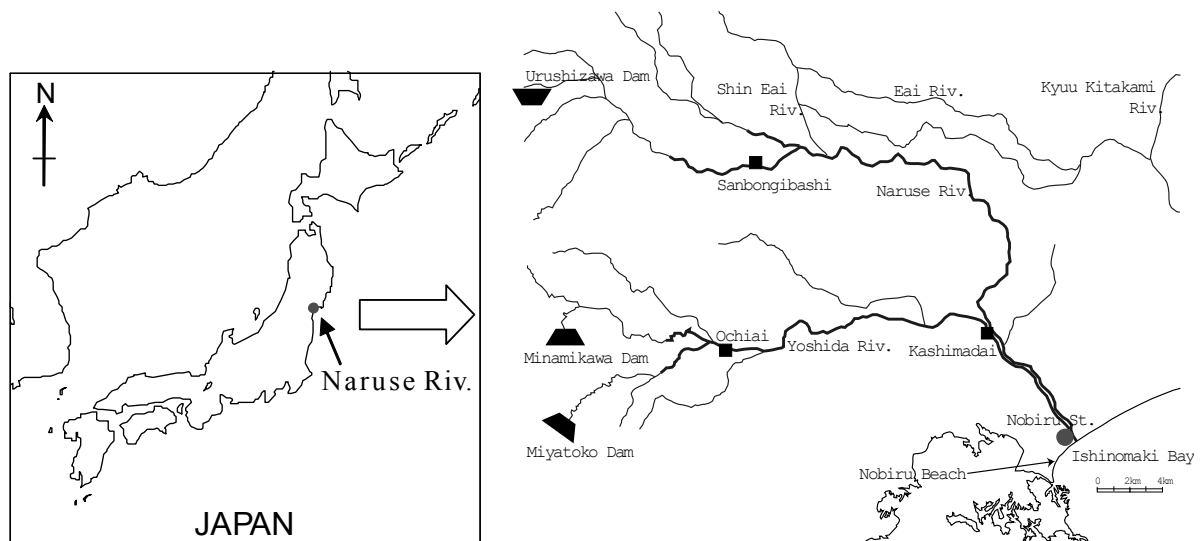 N
Naruse Riv.
JAPAN
Urushizawa Dam
Shin Eai
Riv.
Eai Riv.
Kyuu Kitakami
Riv.
Sanbongibashi
Naruse Riv.
Ochiai
Minamikawa Dam
Yoshida Riv.
Kashimadai
Miyatoko Dam
Nobiru St.
Ishinomaki Bay
Nobiru Beach
0 2km 4km